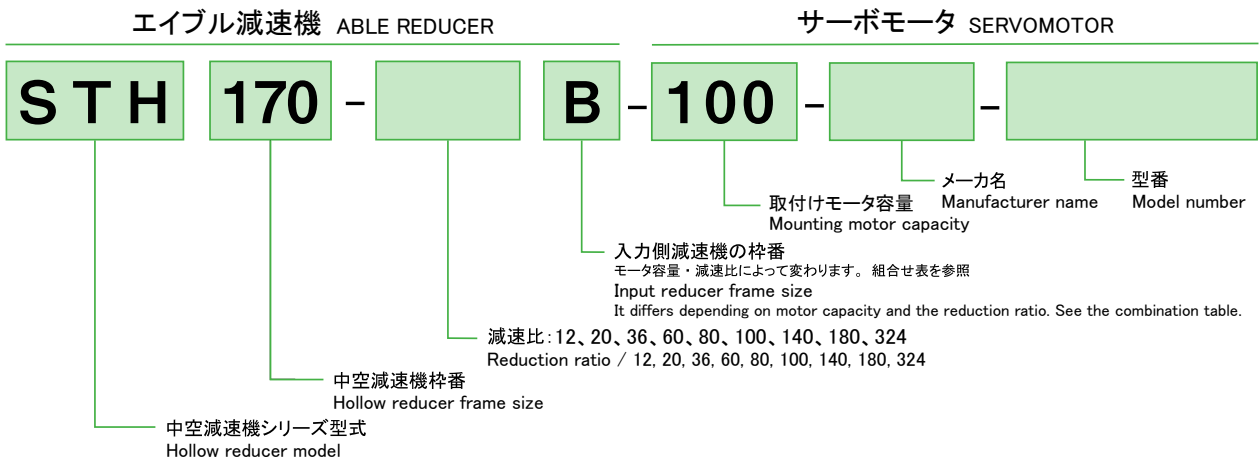 エイブル減速機 ABLE REDUCER
サーボモータ SERVOMOTOR
STH 170 - B - 100 - -
メーカ名
Manufacturer name
型番
Model number
取付けモータ容量
Mounting motor capacity
入力側減速機の枠番
モータ容量・減速比によって変わります。 組合せ表を参照
Input reducer frame size
It differs depending on motor capacity and the reduction ratio. See the combination table.
減速比:12、20、36、60、80、100、140、180、324
Reduction ratio / 12, 20, 36, 60, 80, 100, 140, 180, 324
中空減速機枠番
Hollow reducer frame size
中空減速機シリーズ型式
Hollow reducer model